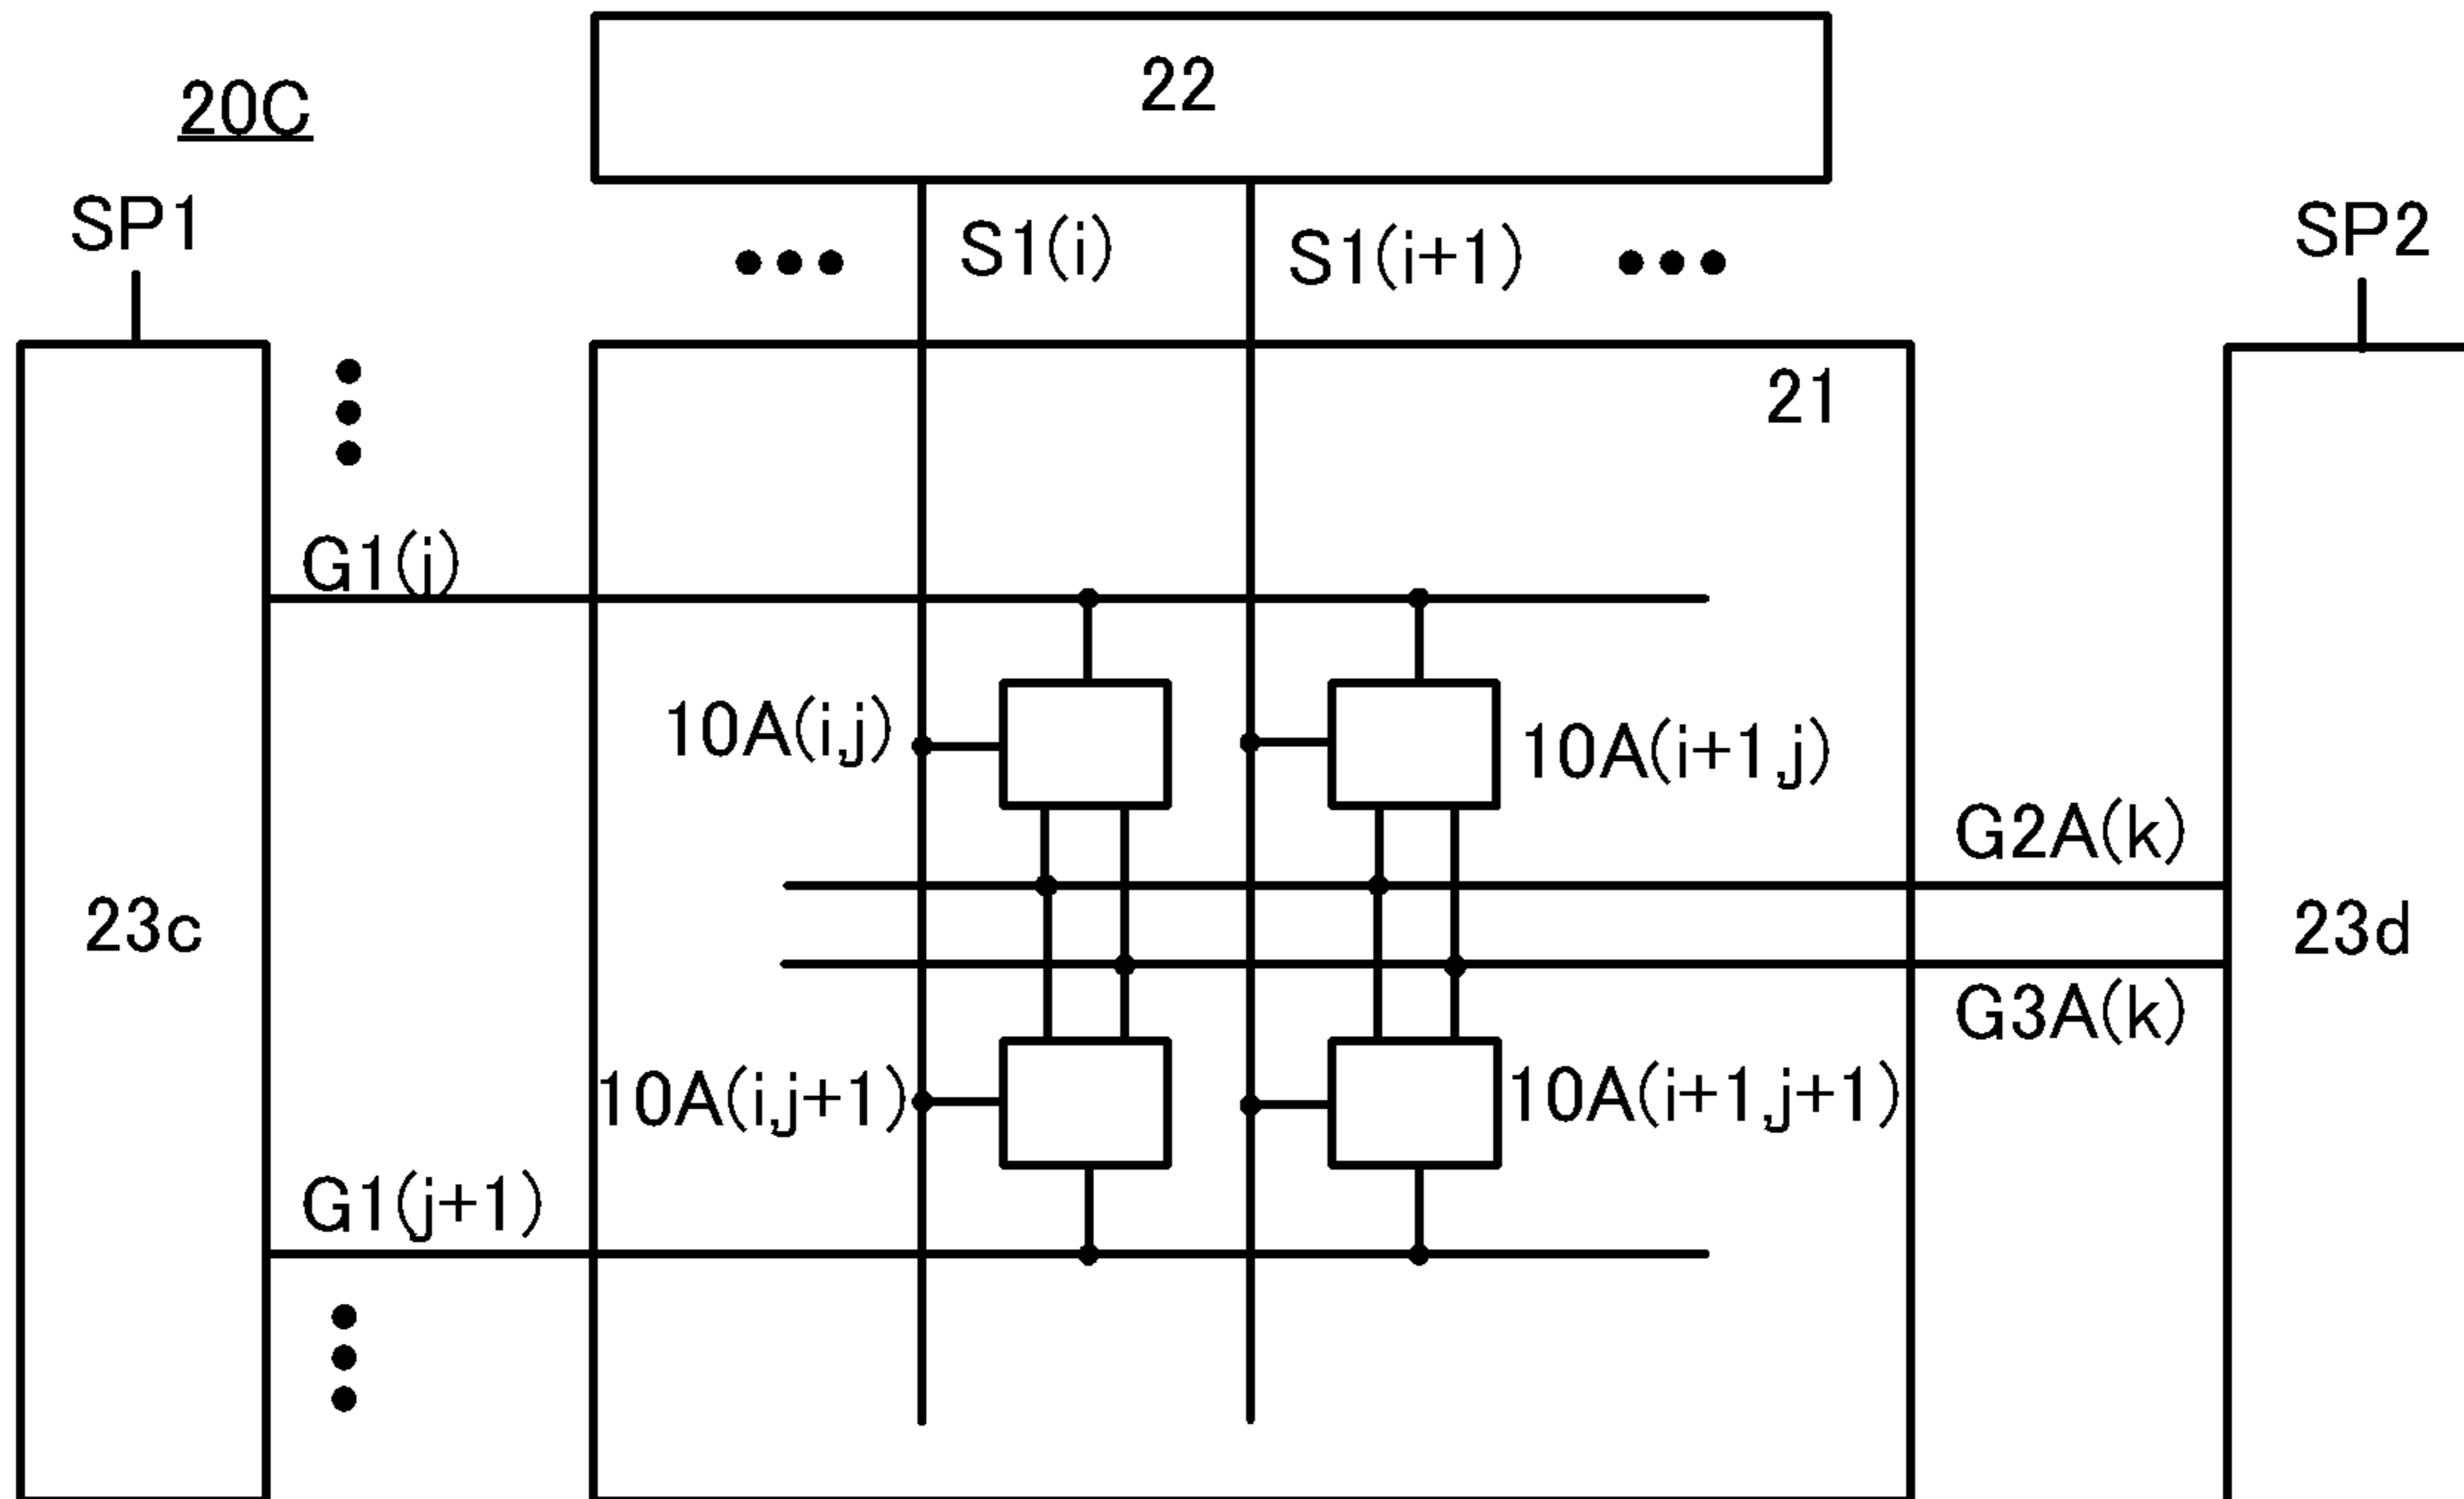 20C
22
SP1
S1(i)
S1(i+1)
SP2
21
G1(j)
10A(i,j)
10A(i+1,j)
G2A(k)
23c
23d
G3A(k)
10A(i,j+1)
10A(i+1,j+1)
G1(j+1)